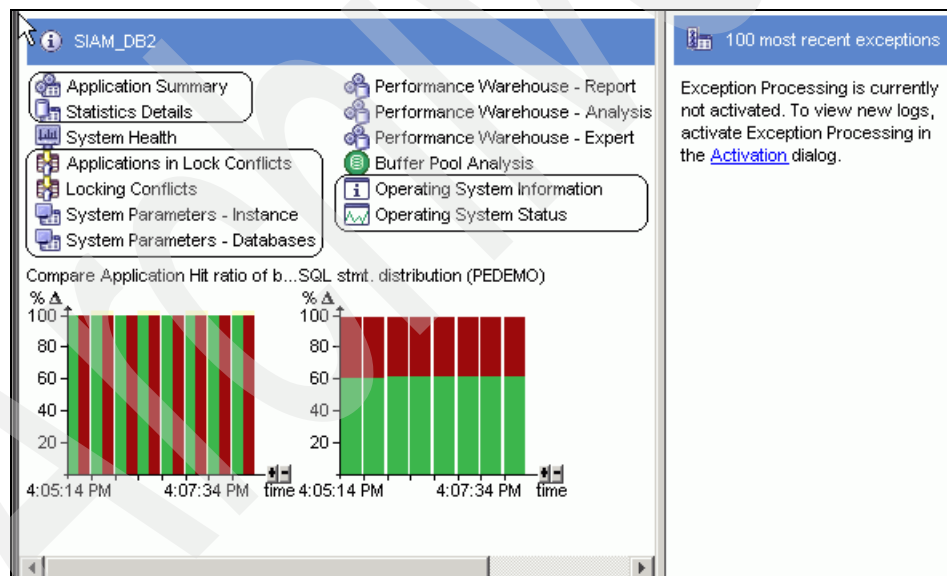 SIAM_DB2
Application Summary
Statistics Details
System Health
Applications in Lock Conflicts
Locking Conflicts
System Parameters - Instance
System Parameters - Databases
Performance Warehouse - Report
Performance Warehouse - Analysis
Performance Warehouse - Expert
Buffer Pool Analysis
Operating System Information
Operating System Status
Compare Application Hit ratio of b...SQL stmt. distribution (PEDEMO)
% Δ
100
80
60
40
20
4:05:14 PM 4:07:34 PM time
% Δ
100
80
60
40
20
4:05:14 PM 4:07:34 PM time
100 most recent exceptions
Exception Processing is currently
not activated. To view new logs,
activate Exception Processing in
the Activation dialog.